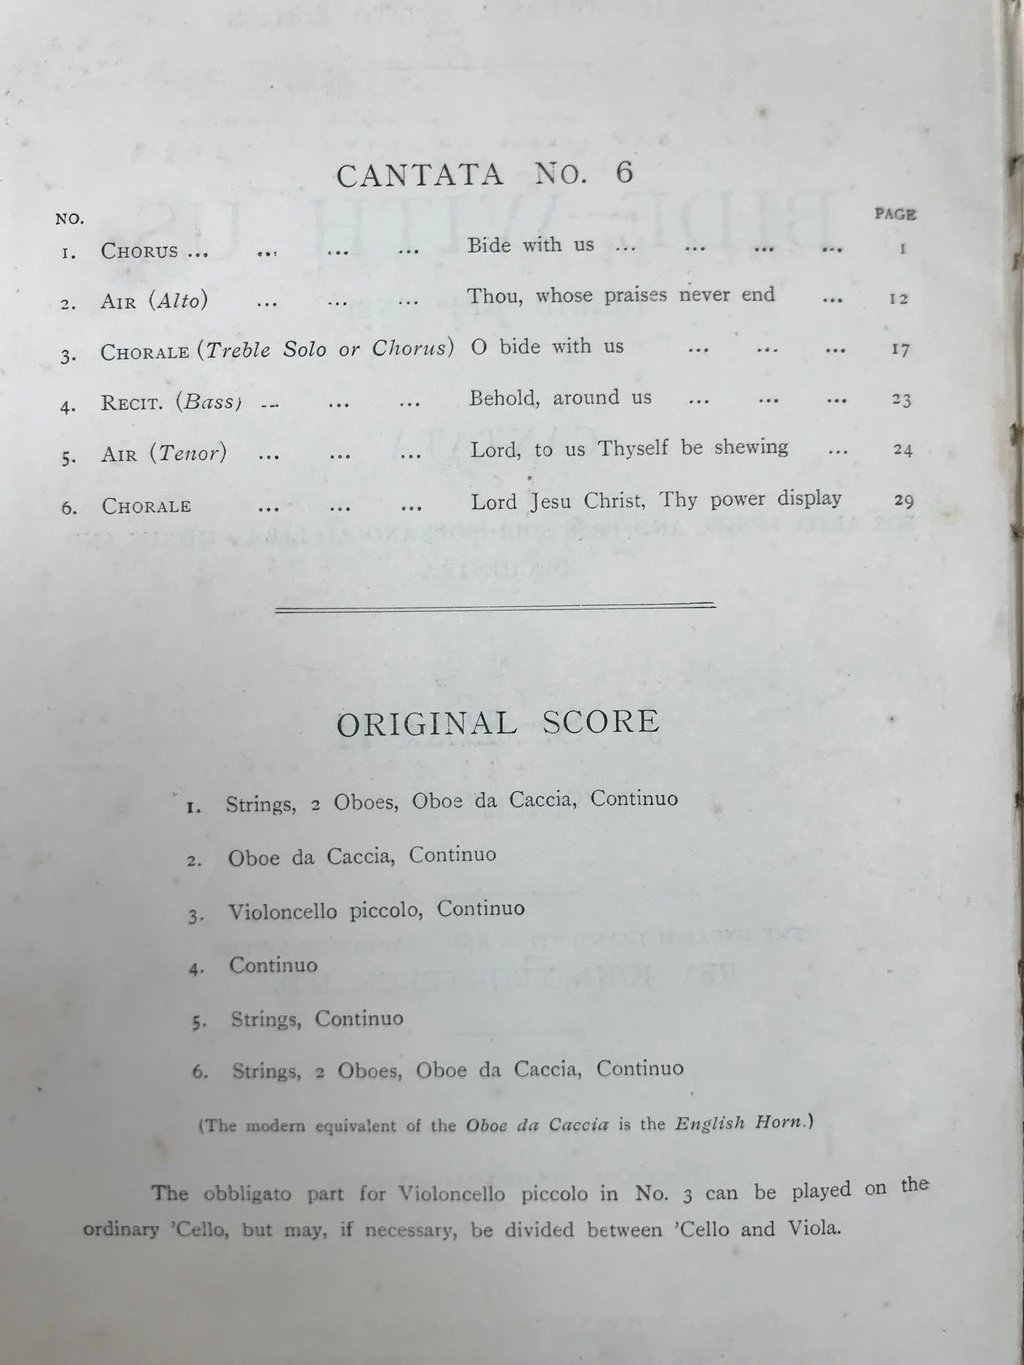 CANTATA No. 6
NO. PAGE
1. CHORUS ... ... ... ... Bide with us ... ... ... ... 1
2. AIR (Alto) ... ... ... Thou, whose praises never end ... 12
3. CHORALE (Treble Solo or Chorus) O bide with us ... ... ... 17
4. RECIT. (Bass) ... ... ... Behold, around us ... ... ... 23
5. AIR (Tenor) ... ... ... Lord, to us Thyself be shewing ... 24
6. CHORALE ... ... ... Lord Jesu Christ, Thy power display 29
ORIGINAL SCORE
1. Strings, 2 Oboes, Oboe da Caccia, Continuo
2. Oboe da Caccia, Continuo
3. Violoncello piccolo, Continuo
4. Continuo
5. Strings, Continuo
6. Strings, 2 Oboes, Oboe da Caccia, Continuo
(The modern equivalent of the Oboe da Caccia is the English Horn.)
The obbligato part for Violoncello piccolo in No. 3 can be played on the
ordinary 'Cello, but may, if necessary, be divided between 'Cello and Viola.